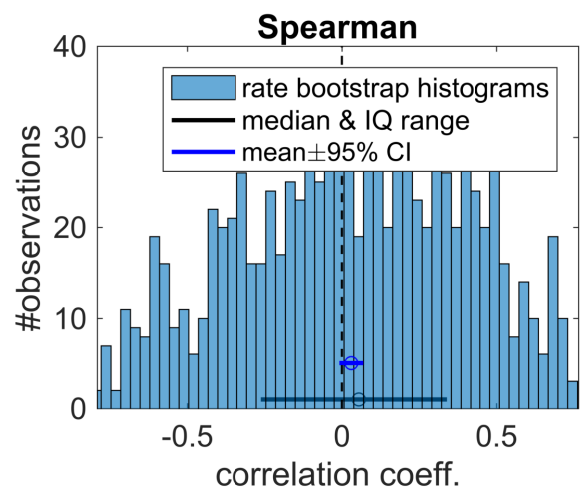 Spearman
40
30
20
10
0
#observations
rate bootstrap histograms
median & IQ range
mean±95% CI
-0.5 0 0.5
correlation coeff.